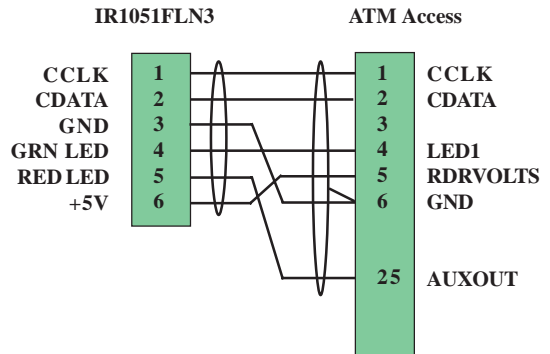 IR1051FLN3 ATM Access
CCLK 1 1 CCLK
CDATA 2 2 CDATA
GND 3 3
GRN LED 4 4 LED1
RED LED 5 5 RDRVOLTS
+5V 6 6 GND
25 AUXOUT